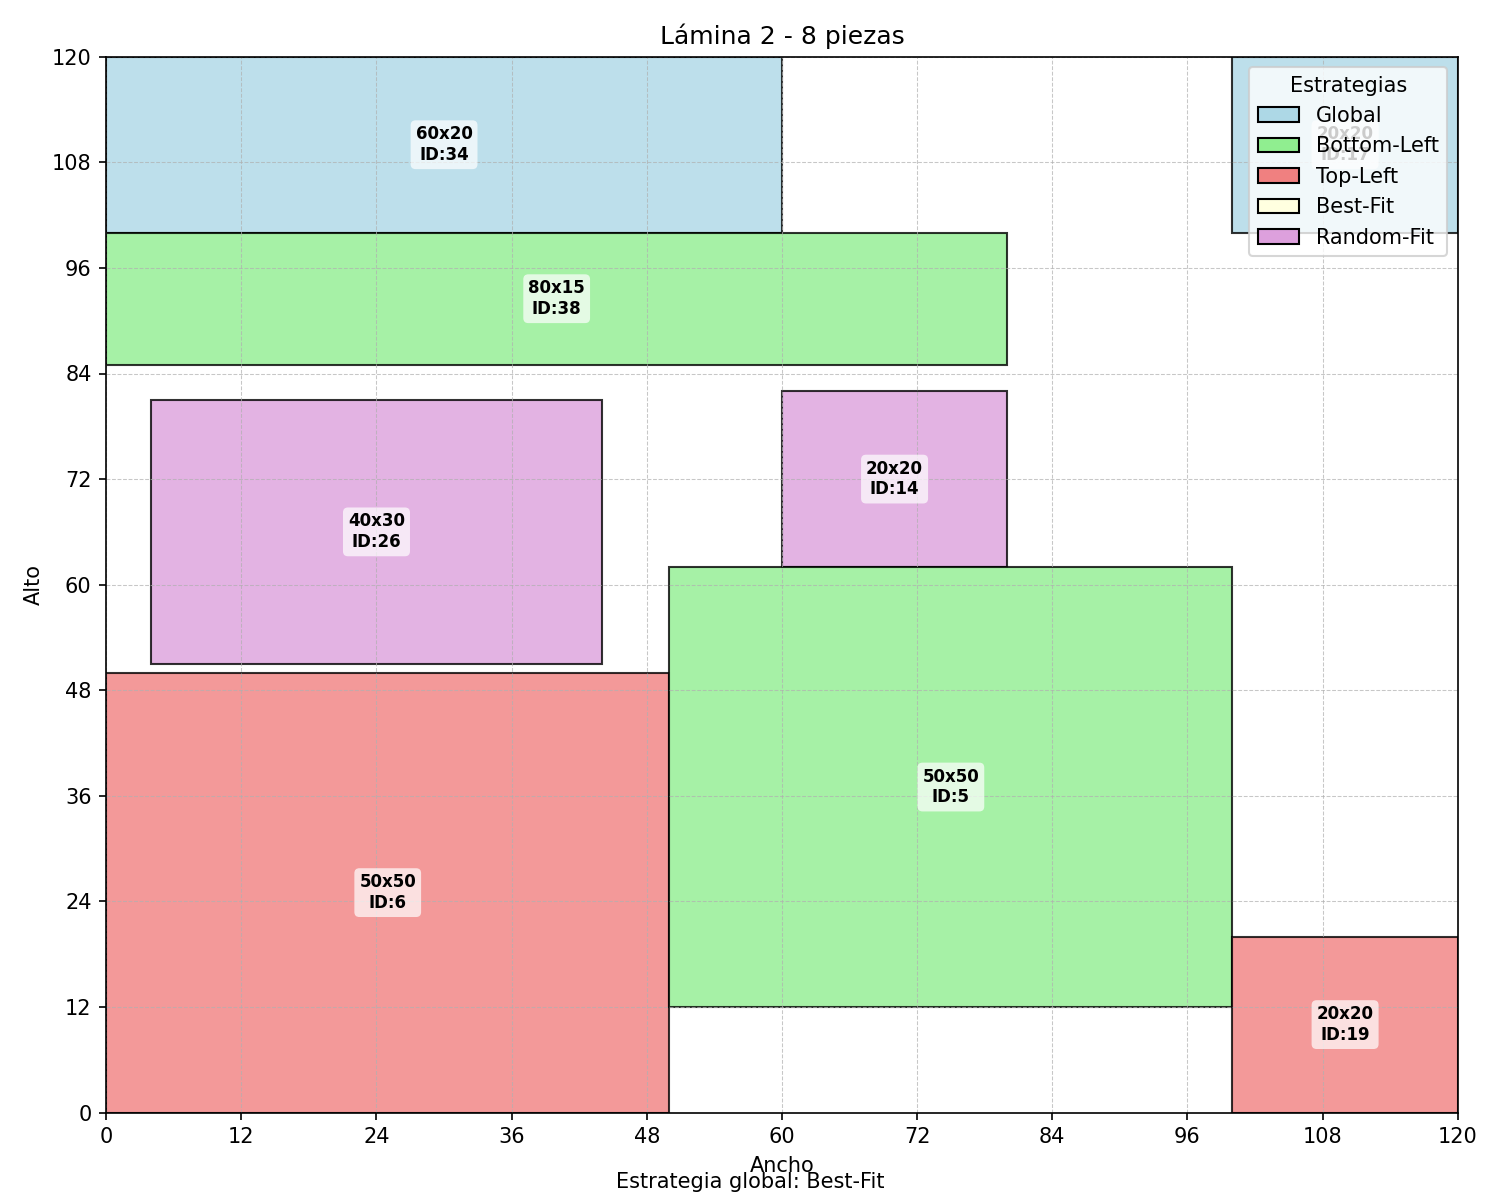 Lámina 2 - 8 piezas
120
108
96
84
72
60
48
36
24
12
0
Alto
60x20
ID:34
20x20
ID:17
Estrategias
Global
Bottom-Left
Top-Left
Best-Fit
Random-Fit
80x15
ID:38
40x30
ID:26
20x20
ID:14
50x50
ID:5
50x50
ID:6
20x20
ID:19
0
12
24
36
48
60
72
84
96
108
120
Ancho
Estrategia global: Best-Fit